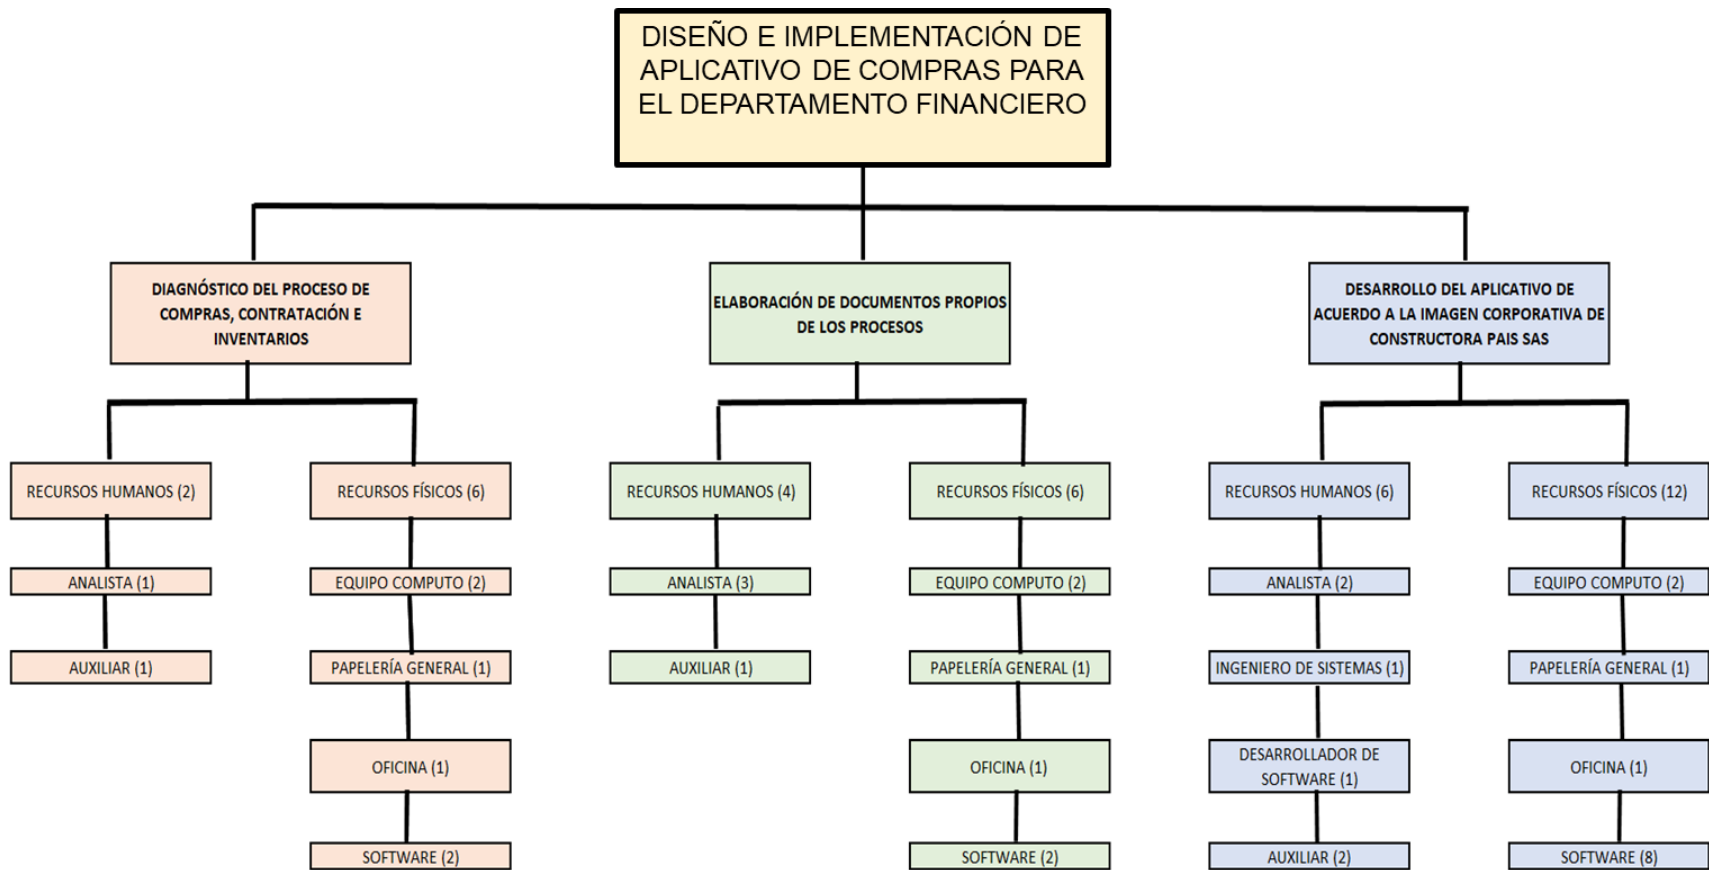 DISEÑO E IMPLEMENTACIÓN DE
APLICATIVO DE COMPRAS PARA
EL DEPARTAMENTO FINANCIERO
DIAGNÓSTICO DEL PROCESO DE
COMPRAS, CONTRATACIÓN E
INVENTARIOS
ELABORACIÓN DE DOCUMENTOS PROPIOS
DE LOS PROCESOS
DESARROLLO DEL APLICATIVO DE
ACUERDO A LA IMAGEN CORPORATIVA DE
CONSTRUCTORA PAIS SAS
RECURSOS HUMANOS (2)
RECURSOS FÍSICOS (6)
RECURSOS HUMANOS (4)
RECURSOS FÍSICOS (6)
RECURSOS HUMANOS (6)
RECURSOS FÍSICOS (12)
ANALISTA (1)
EQUIPO COMPUTO (2)
ANALISTA (3)
EQUIPO COMPUTO (2)
ANALISTA (2)
EQUIPO COMPUTO (2)
AUXILIAR (1)
PAPELERÍA GENERAL (1)
AUXILIAR (1)
PAPELERÍA GENERAL (1)
INGENIERO DE SISTEMAS (1)
PAPELERÍA GENERAL (1)
OFICINA (1)
OFICINA (1)
DESARROLLADOR DE
SOFTWARE (1)
OFICINA (1)
SOFTWARE (2)
SOFTWARE (2)
AUXILIAR (2)
SOFTWARE (8)